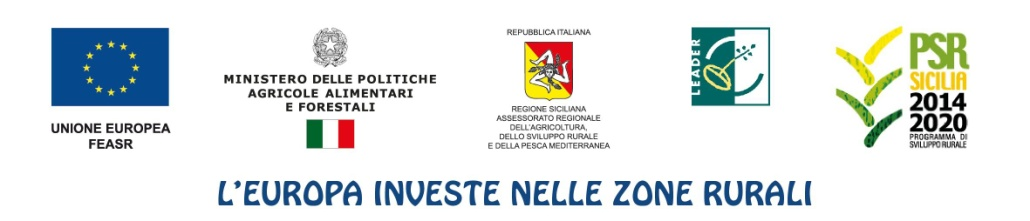 UNIONE EUROPEA
FEASR
MINISTERO DELLE POLITICHE
AGRICOLE ALIMENTARI
E FORESTALI
REPUBBLICA ITALIANA
REGIONE SICILIANA
ASSESSORATO REGIONALE
DELL'AGRICOLTURA,
DELLO SVILUPPO RURALE
E DELLA PESCA MEDITERRANEA
LEADER
PSR
SICILIA
2014
2020
PROGRAMMA DI
SVILUPPO RURALE
L'EUROPA INVESTE NELLE ZONE RURALI